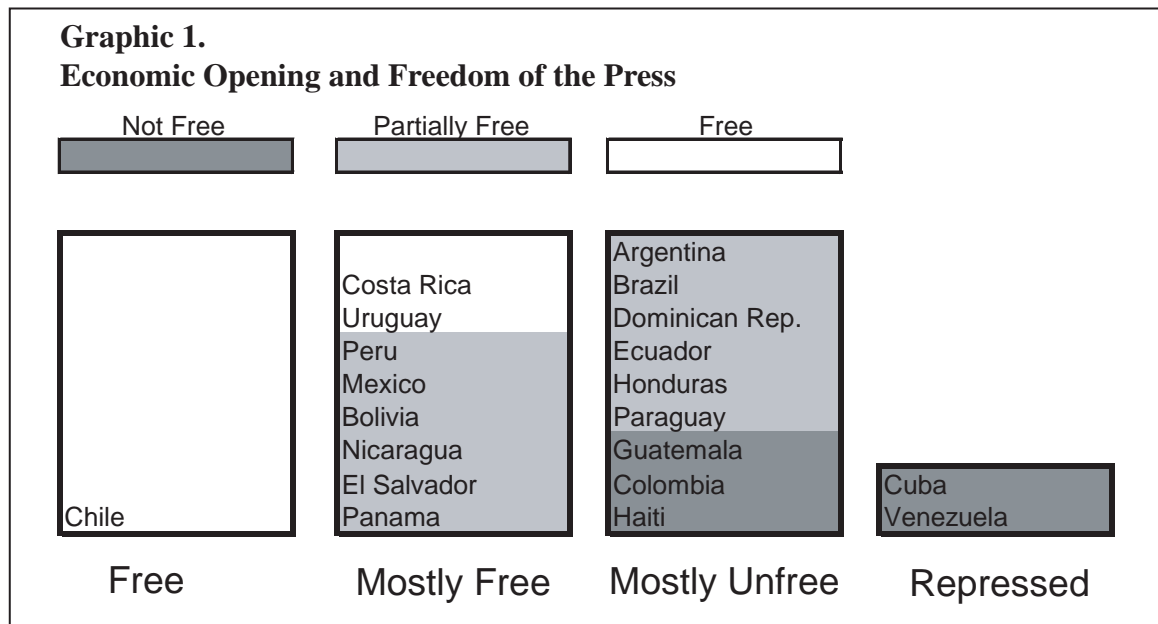 Graphic 1.
Economic Opening and Freedom of the Press
Not Free
Partially Free
Free
Chile
Costa Rica
Uruguay
Peru
Mexico
Bolivia
Nicaragua
El Salvador
Panama
Argentina
Brazil
Dominican Rep.
Ecuador
Honduras
Paraguay
Guatemala
Colombia
Haiti
Cuba
Venezuela
Free
Mostly Free
Mostly Unfree
Repressed